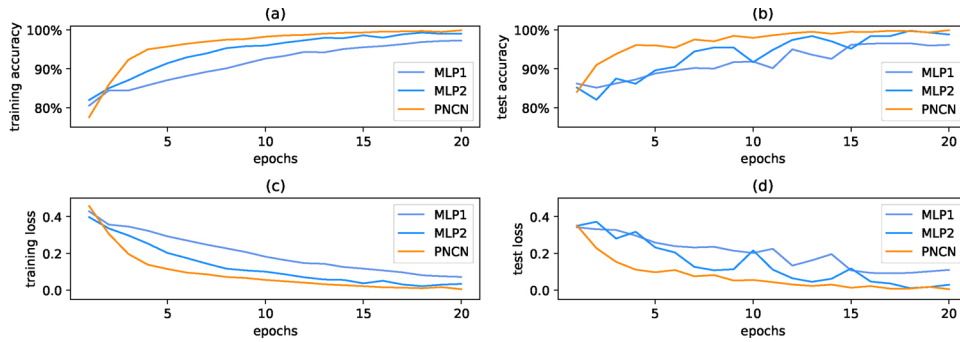 (a)
training accuracy
100%
90%
80%
MLP1
MLP2
PNCN
5
10
15
20
epochs
(b)
test accuracy
100%
90%
80%
MLP1
MLP2
PNCN
5
10
15
20
epochs
(c)
training loss
0.4
0.2
0.0
MLP1
MLP2
PNCN
5
10
15
20
epochs
(d)
test loss
0.4
0.2
0.0
MLP1
MLP2
PNCN
5
10
15
20
epochs